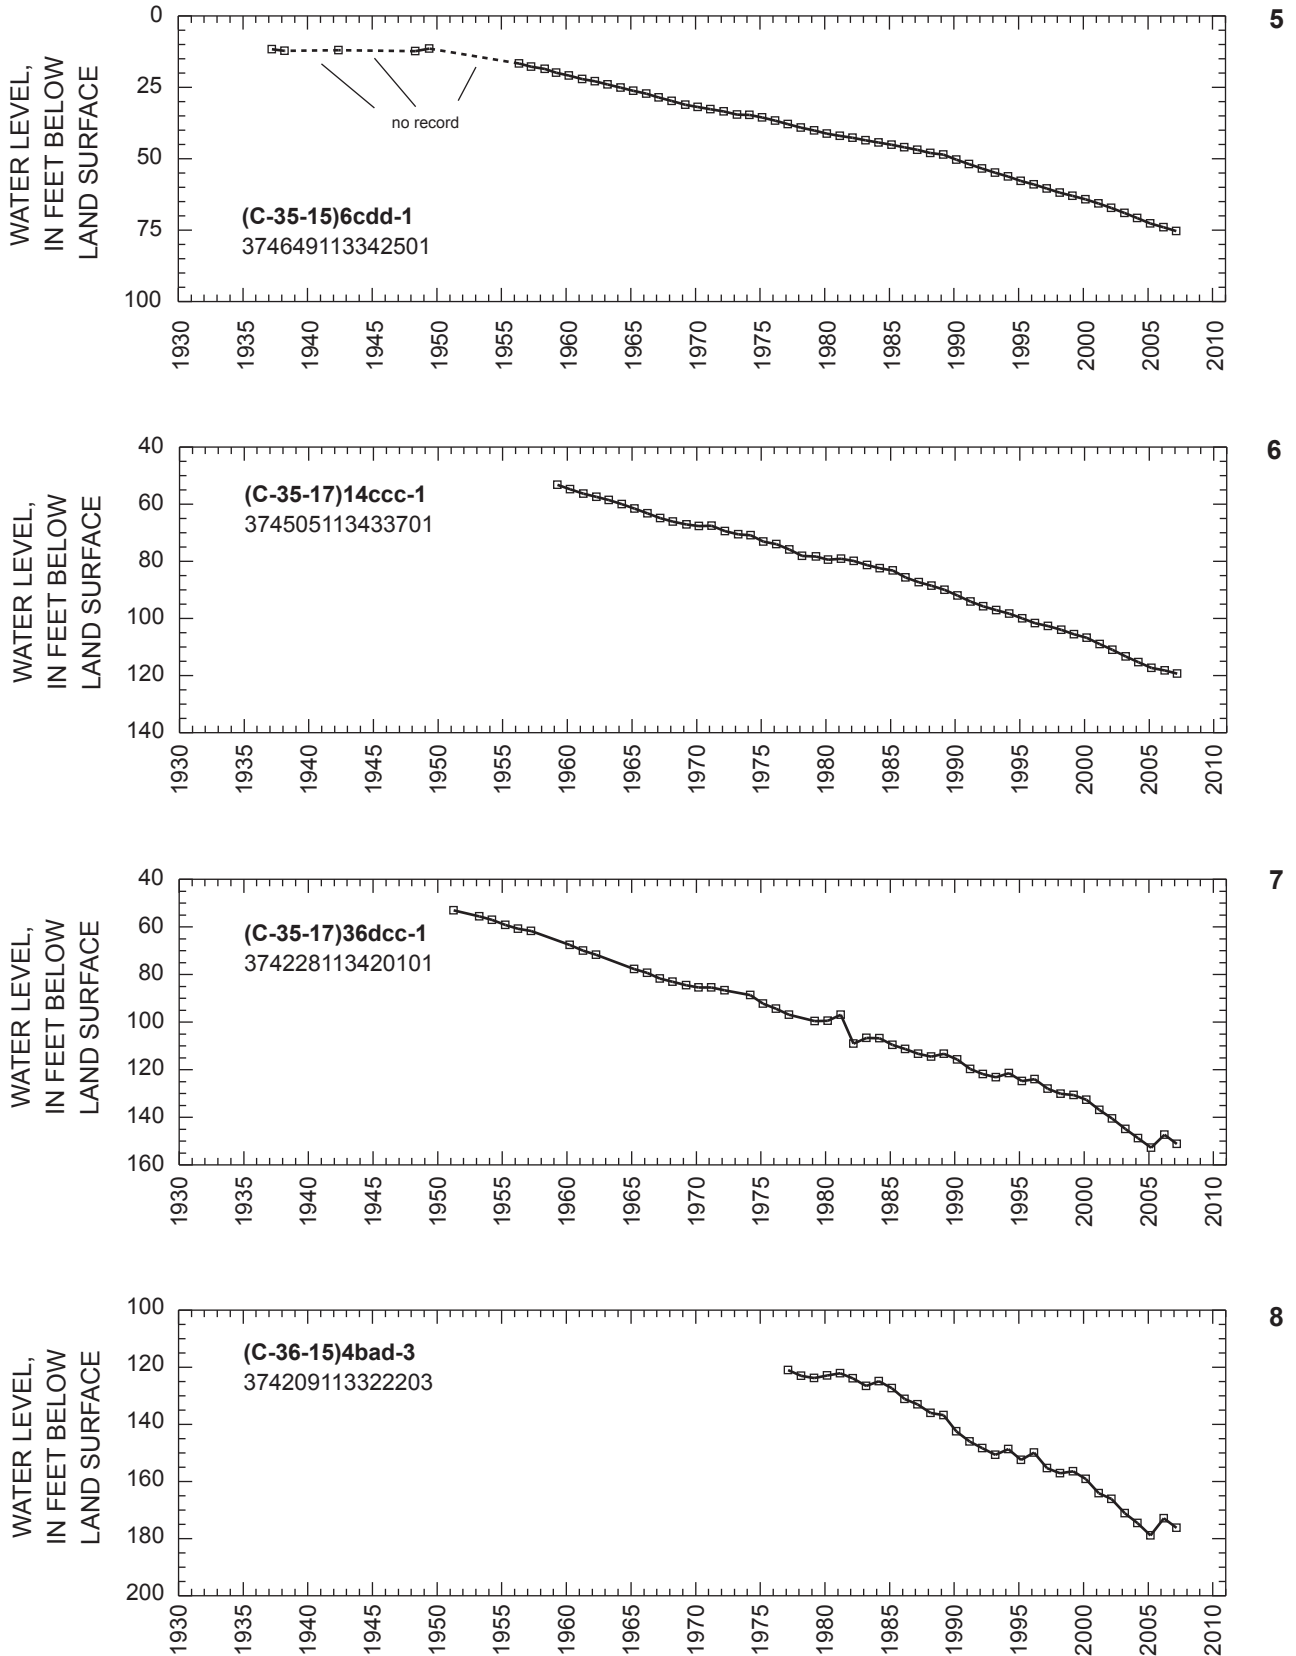 5
WATER LEVEL,
IN FEET BELOW
LAND SURFACE
0
25
50
75
100
no record
(C-35-15)6cdd-1
374649113342501
1930 1935 1940 1945 1950 1955 1960 1965 1970 1975 1980 1985 1990 1995 2000 2005 2010
6
WATER LEVEL,
IN FEET BELOW
LAND SURFACE
40
60
80
100
120
140
(C-35-17)14ccc-1
374505113433701
1930 1935 1940 1945 1950 1955 1960 1965 1970 1975 1980 1985 1990 1995 2000 2005 2010
7
WATER LEVEL,
IN FEET BELOW
LAND SURFACE
40
60
80
100
120
140
160
(C-35-17)36dcc-1
374228113420101
1930 1935 1940 1945 1950 1955 1960 1965 1970 1975 1980 1985 1990 1995 2000 2005 2010
8
WATER LEVEL,
IN FEET BELOW
LAND SURFACE
100
120
140
160
180
200
(C-36-15)4bad-3
374209113322203
1930 1935 1940 1945 1950 1955 1960 1965 1970 1975 1980 1985 1990 1995 2000 2005 2010